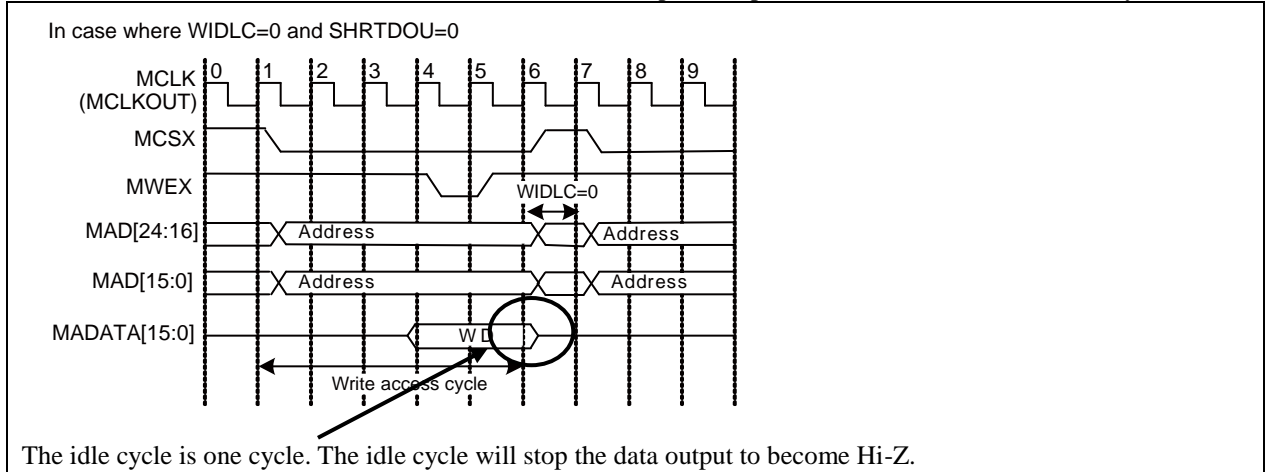 In case where WIDLC=0 and SHRTDOU=0
0 1 2 3 4 5 6 7 8 9
MCLK
(MCLKOUT)
MCSX
MWEX
WIDLC=0
MAD[24:16] Address Address
MAD[15:0] Address Address
MADATA[15:0] WD
Write access cycle
The idle cycle is one cycle. The idle cycle will stop the data output to become Hi-Z.